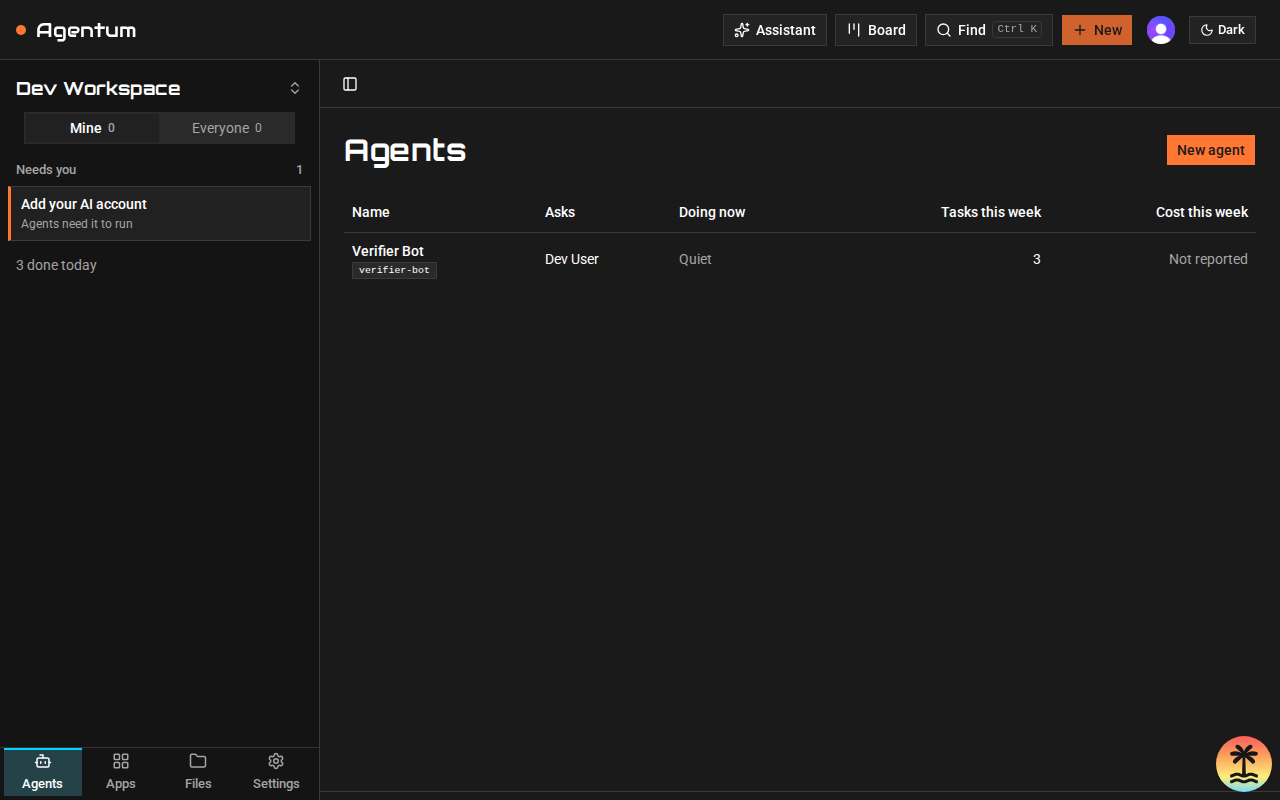 Agentum
Assistant
Board
Find Ctrl K
New
Dark
Dev Workspace
Mine 0
Everyone 0
Needs you 1
Add your AI account
Agents need it to run
3 done today
Agents
Apps
Files
Settings
Agents
New agent
Name Asks Doing now Tasks this week Cost this week
Verifier Bot
verifier-bot
Dev User Quiet 3 Not reported